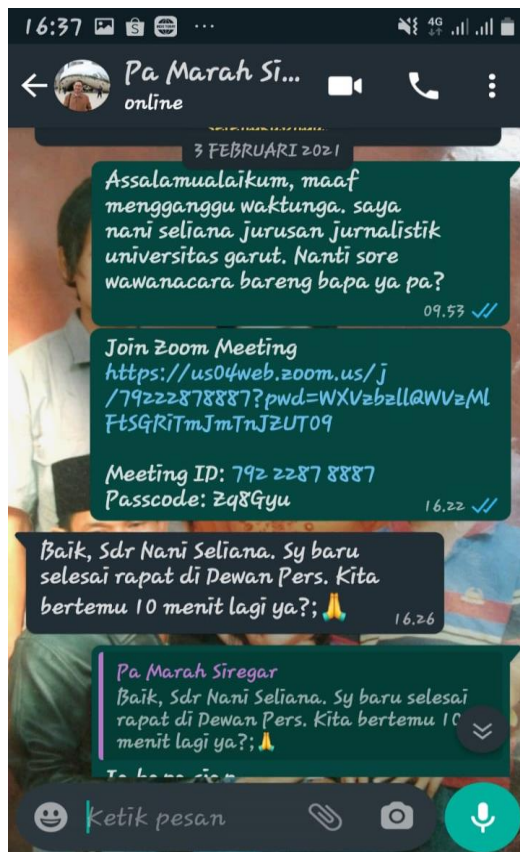 16:37
4G
Pa Marah Si...
online
3 FEBRUARI 2021
Assalamualaikum, maaf
mengganggu waktunga. saya
nani seliana jurusan jurnalistik
universitas garut. Nanti sore
wawanacara bareng bapa ya pa?
09.53
Join Zoom Meeting
https://us04web.zoom.us/j
/79222878887?pwd=WXVzbzllQWVzMl
FtSGRiTmJmTnJZUT09
Meeting ID: 792 2287 8887
Passcode: Zq8Gyu
16.22
Baik, Sdr Nani Seliana. Sy baru
selesai rapat di Dewan Pers. Kita
bertemu 10 menit lagi ya?;🙏
16.26
Pa Marah Siregar
Baik, Sdr Nani Seliana. Sy baru selesai
rapat di Dewan Pers. Kita bertemu 10
menit lagi ya?;🙏
Ketik pesan